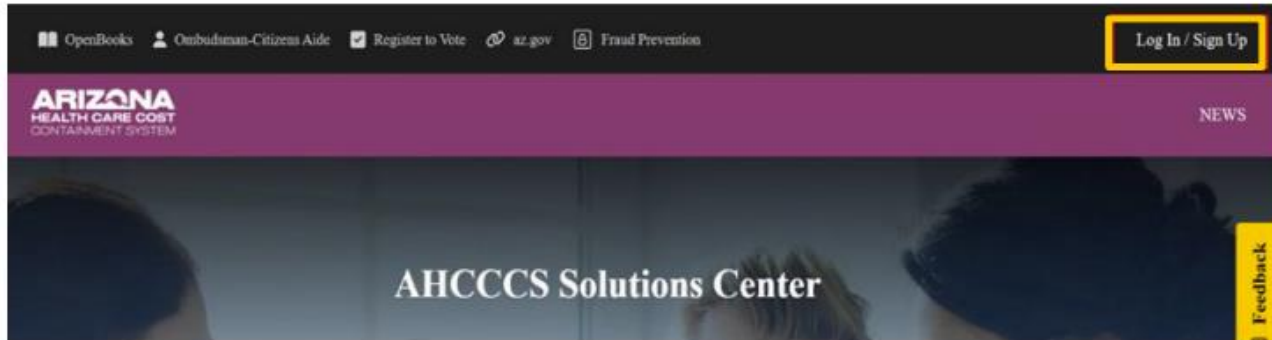 OpenBooks Ombudsman-Citizens Aide Register to Vote az.gov Fraud Prevention Log In / Sign Up
ARIZONA
HEALTH CARE COST
CONTAINMENT SYSTEM
NEWS
AHCCCS Solutions Center
Feedback